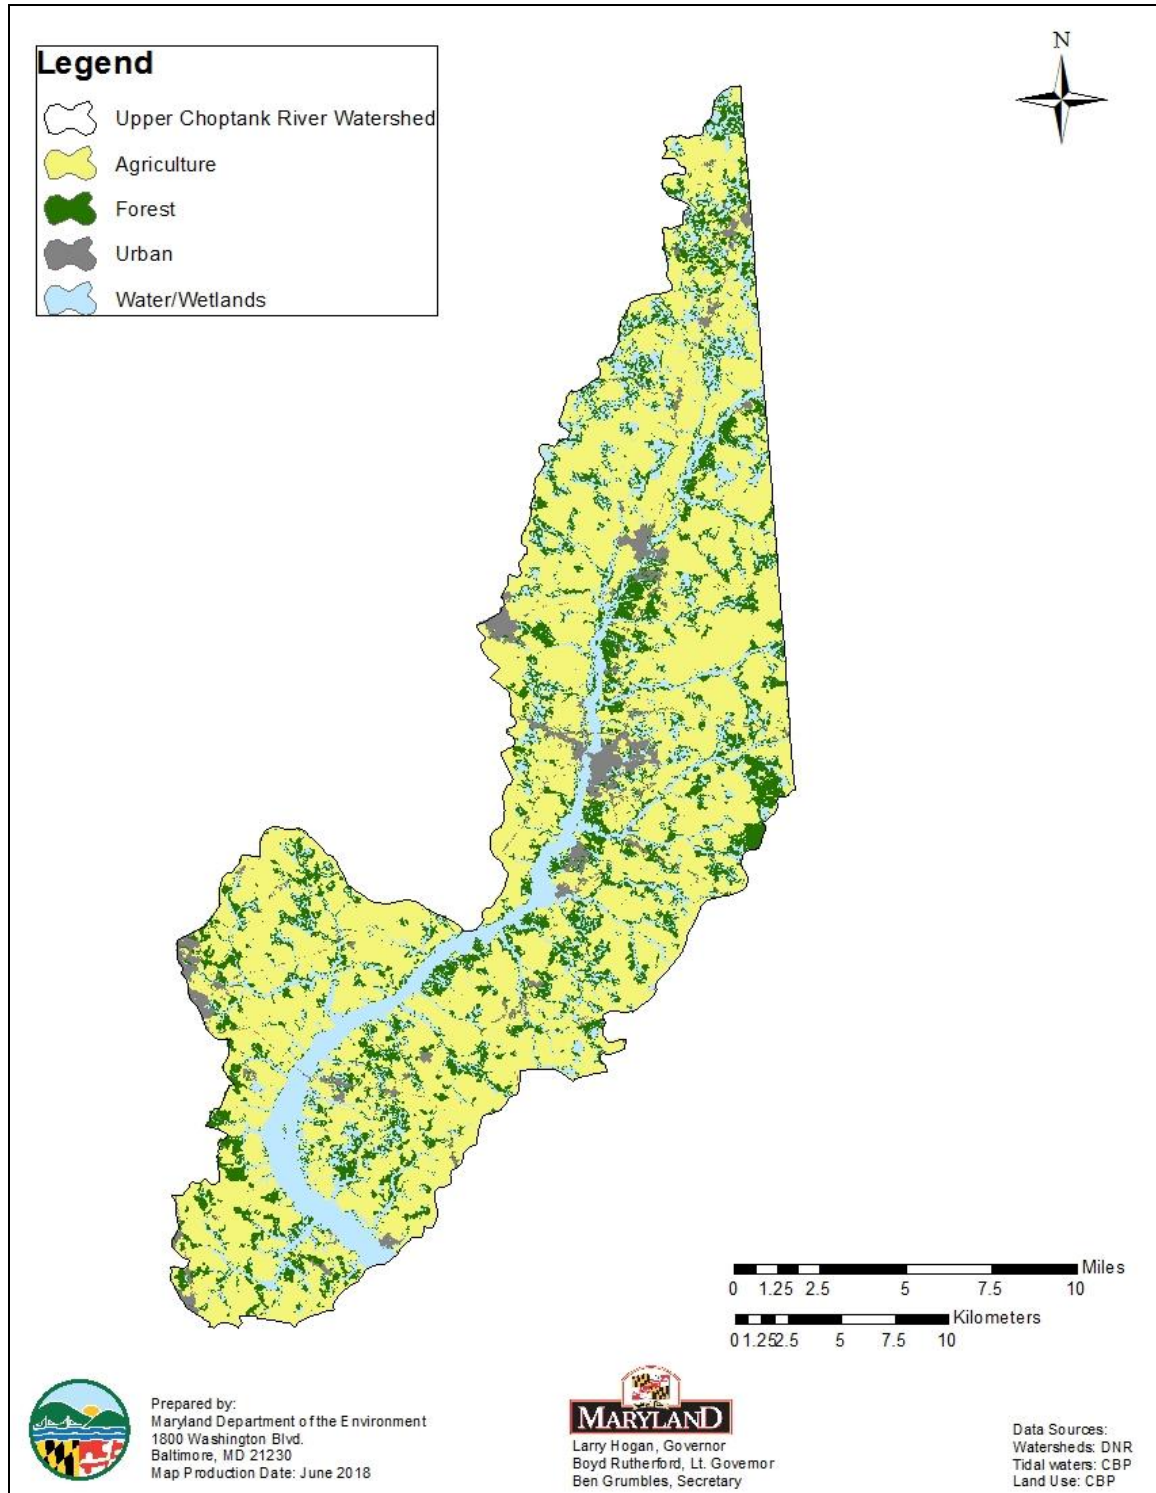 Legend
Upper Choptank River Watershed
Agriculture
Forest
Urban
Water/Wetlands
N
Miles
0 1.25 2.5 5 7.5 10
Kilometers
0 1.25 2.5 5 7.5 10
Prepared by:
Maryland Department of the Environment
1800 Washington Blvd.
Baltimore, MD 21230
Map Production Date: June 2018
MARYLAND
Larry Hogan, Governor
Boyd Rutherford, Lt. Governor
Ben Grumbles, Secretary
Data Sources:
Watersheds: DNR
Tidal waters: CBP
Land Use: CBP